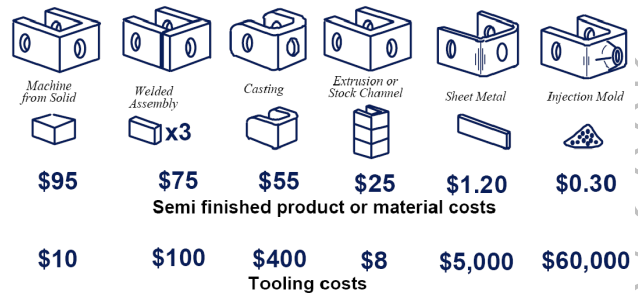 Machine
from Solid
Welded
Assembly
Casting
Extrusion or
Stock Channel
Sheet Metal
Injection Mold
x3
$95 $75 $55 $25 $1.20 $0.30
Semi finished product or material costs
$10 $100 $400 $8 $5,000 $60,000
Tooling costs